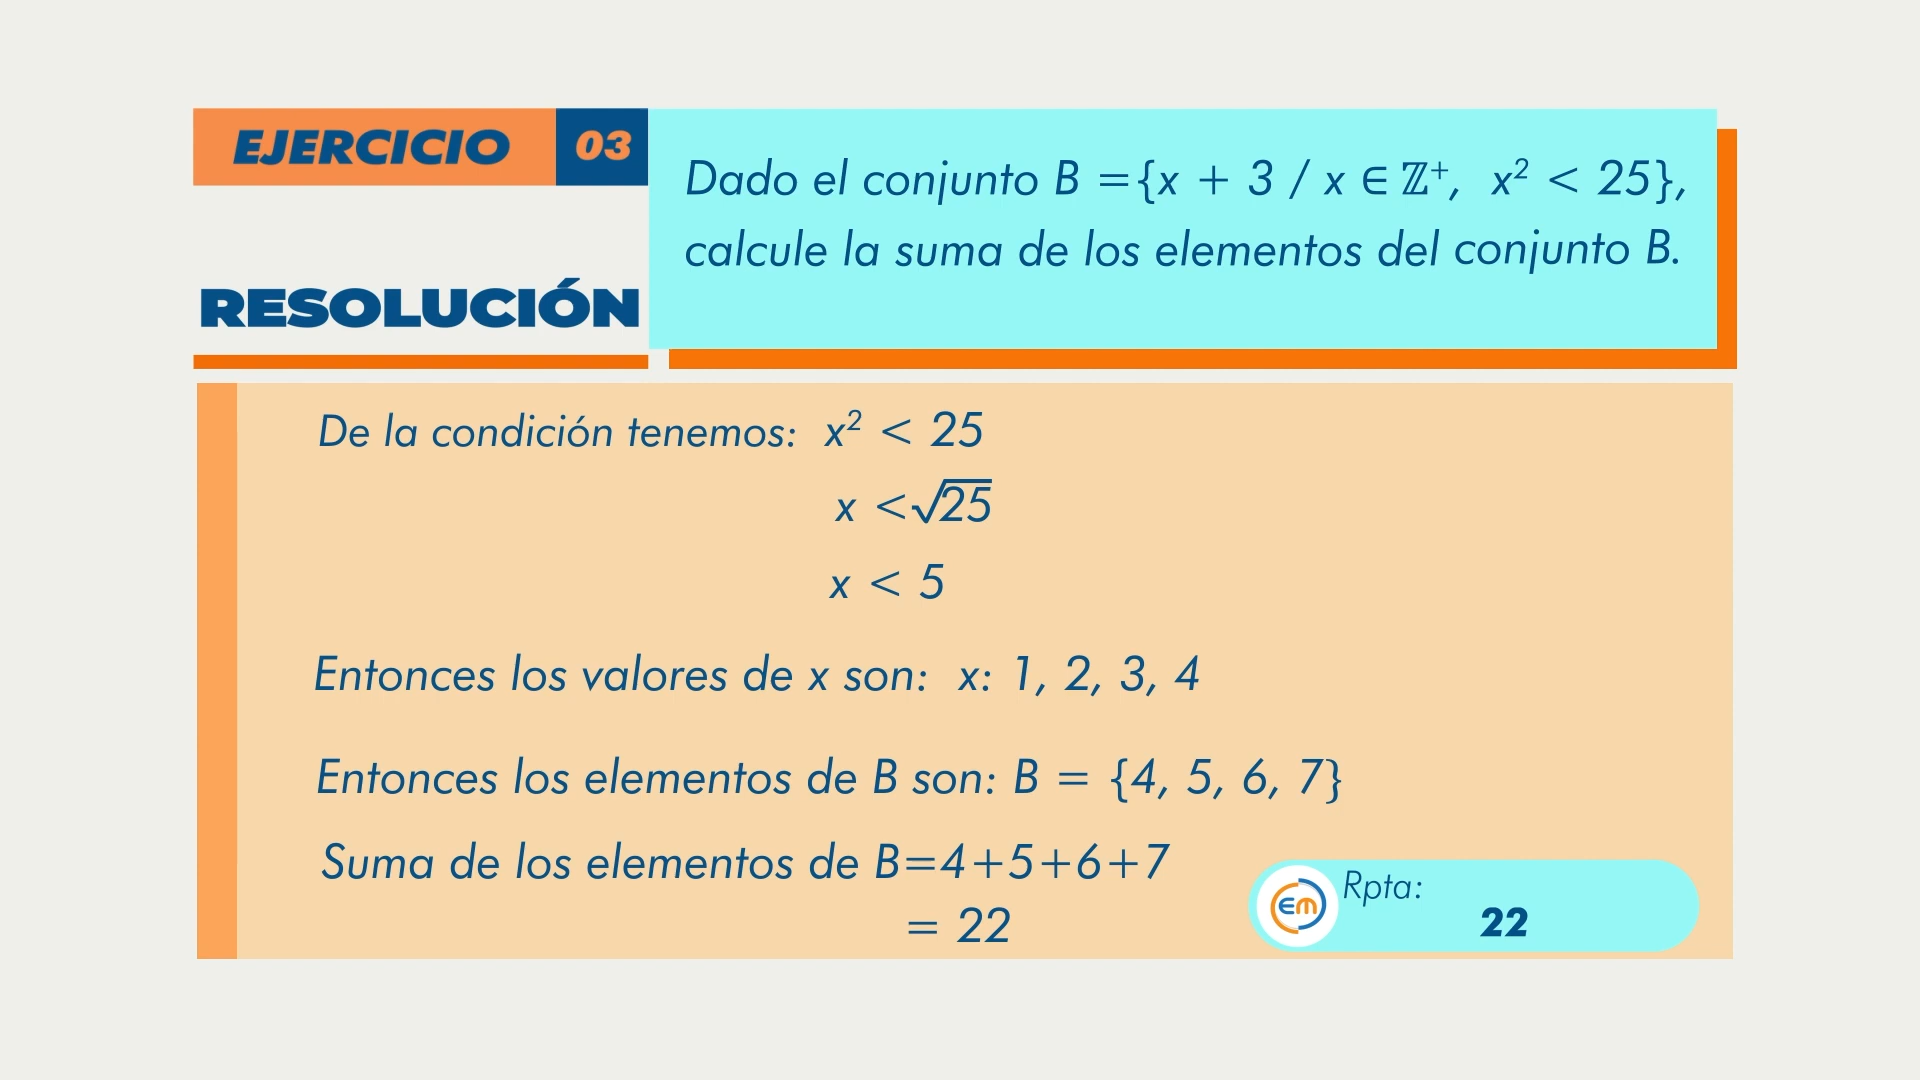 EJERCICIO 03
Dado el conjunto B ={x + 3 / x ∈ ℤ⁺, x² < 25},
calcule la suma de los elementos del conjunto B.
RESOLUCIÓN
De la condición tenemos: x² < 25
x <√25
x < 5
Entonces los valores de x son: x: 1, 2, 3, 4
Entonces los elementos de B son: B = {4, 5, 6, 7}
Suma de los elementos de B=4+5+6+7
= 22
EM
Rpta:
22